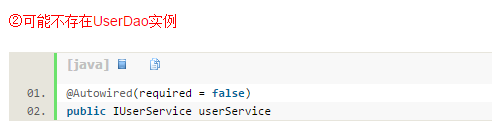 ②可能不存在UserDao实例
[java]
01. @Autowired(required = false)
02. public IUserService userService